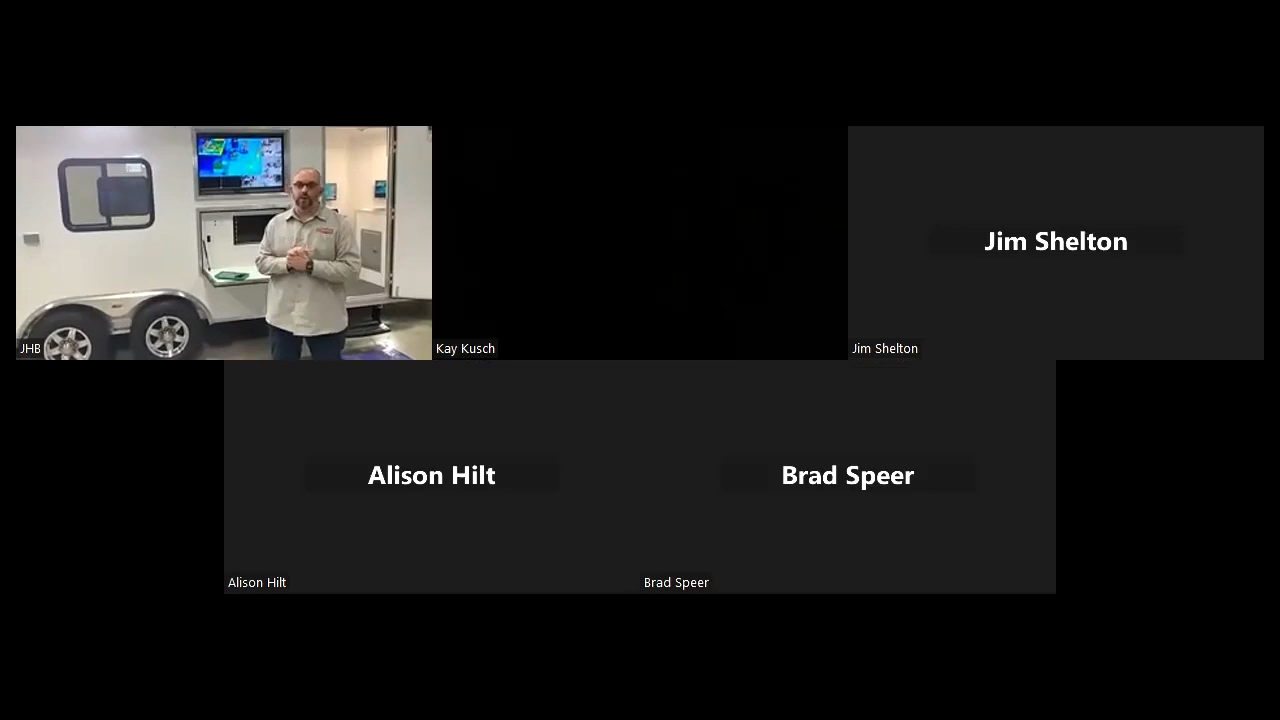 JHB
Kay Kusch
Jim Shelton
Jim Shelton
Alison Hilt
Brad Speer
Alison Hilt
Brad Speer